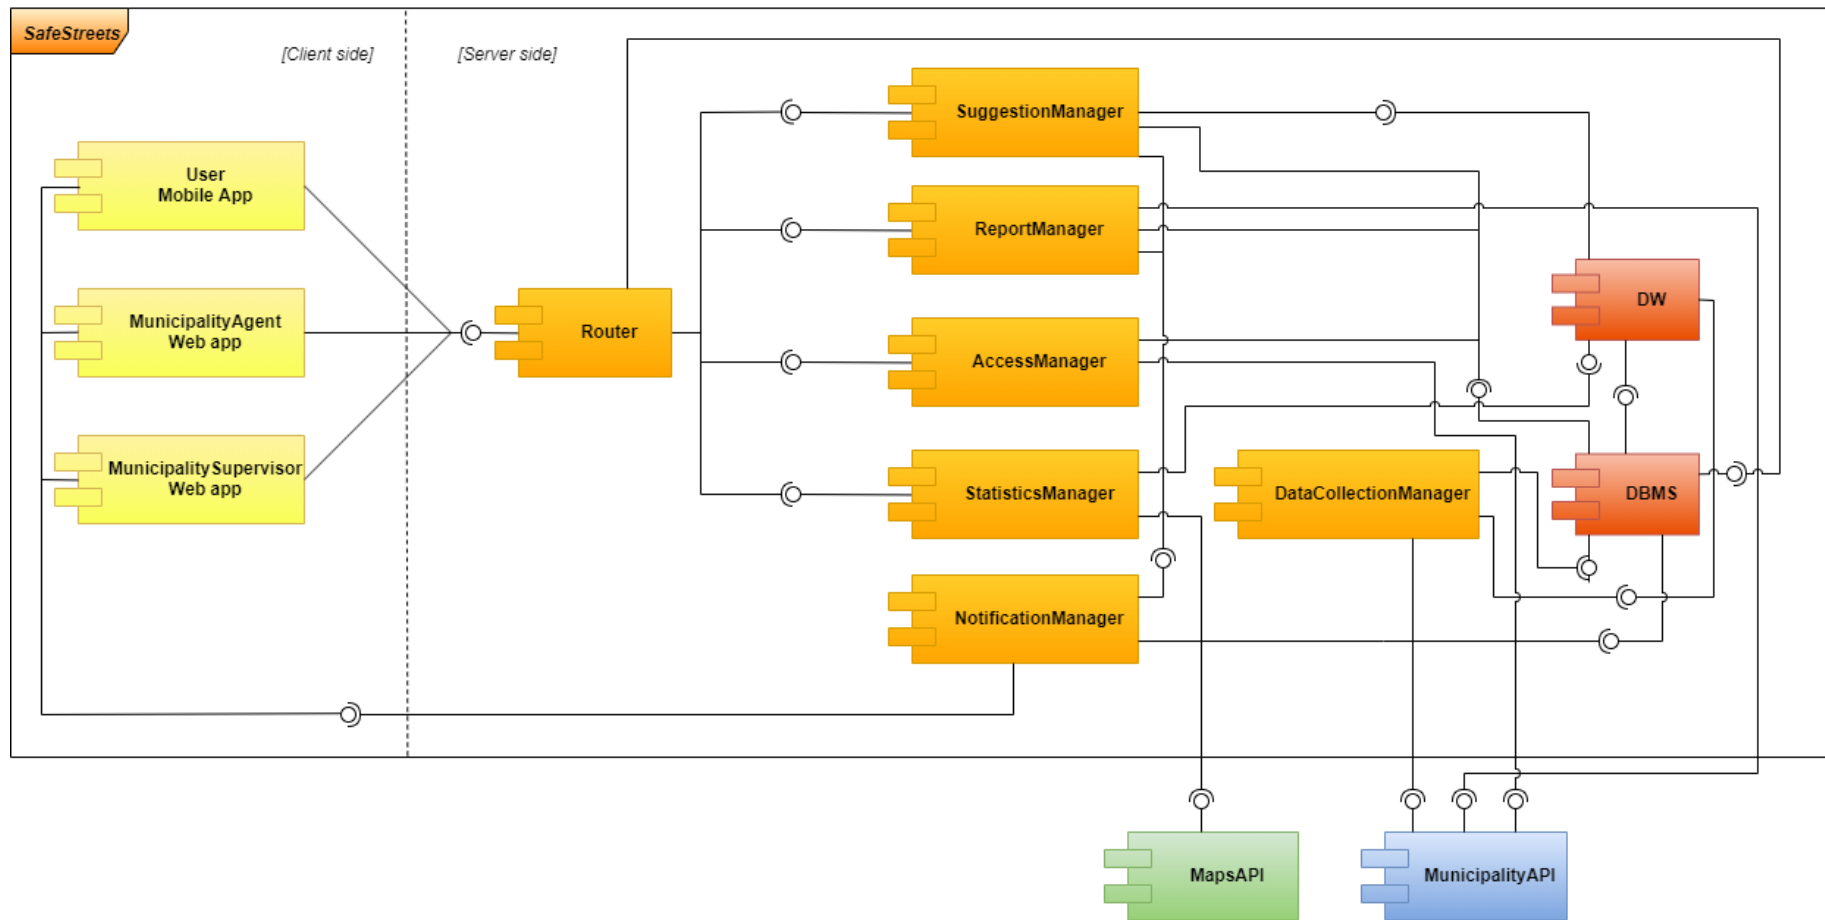 SafeStreets
[Client side]
[Server side]
User
Mobile App
MunicipalityAgent
Web app
MunicipalitySupervisor
Web app
Router
SuggestionManager
ReportManager
AccessManager
StatisticsManager
NotificationManager
DataCollectionManager
DW
DBMS
MapsAPI
MunicipalityAPI